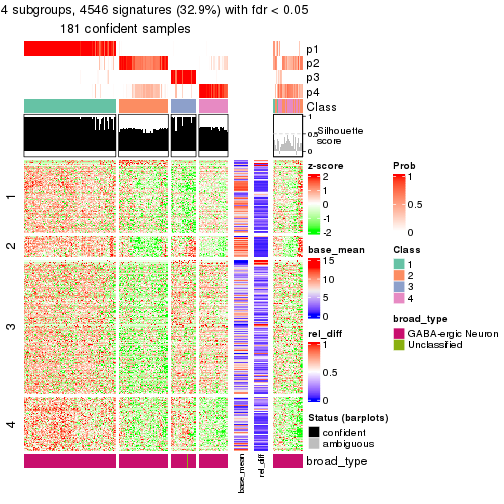 4 subgroups, 4546 signatures (32.9%) with fdr < 0.05
181 confident samples
p1
p2
p3
p4
Class
1
0.5
0
Silhouette
score
1
2
3
4
z-score
2
1
0
-1
-2
base_mean
15
10
5
0
rel_diff
1
0.5
0
Status (barplots)
confident
ambiguous
Prob
1
0.5
0
Class
1
2
3
4
broad_type
GABA-ergic Neuron
Unclassified
broad_type
base_mean
rel_diff